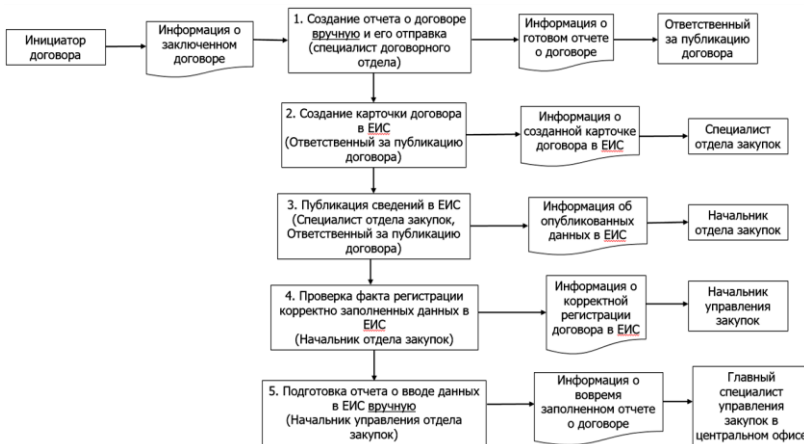 Инициатор
договора
Информация о
заключенном
договоре
1. Создание отчета о договоре
вручную и его отправка
(специалист договорного
отдела)
Информация о
готовом отчете
о договоре
Ответственный
за публикацию
договора
2. Создание карточки договора
в ЕИС
(Ответственный за публикацию
договора)
Информация о
созданной карточке
договора в ЕИС
Специалист
отдела закупок
3. Публикация сведений в ЕИС
(Специалист отдела закупок,
Ответственный за публикацию
договора)
Информация об
опубликованных
данных в ЕИС
Начальник
отдела закупок
4. Проверка факта регистрации
корректно заполненных данных в
ЕИС
(Начальник отдела закупок)
Информация о
корректной
регистрации
договора в ЕИС
Начальник
управления
закупок
5. Подготовка отчета о вводе данных
в ЕИС вручную
(Начальник управления отдела
закупок)
Информация о
вовремя
заполненном отчете
о договоре
Главный
специалист
управления
закупок в
центральном офисе